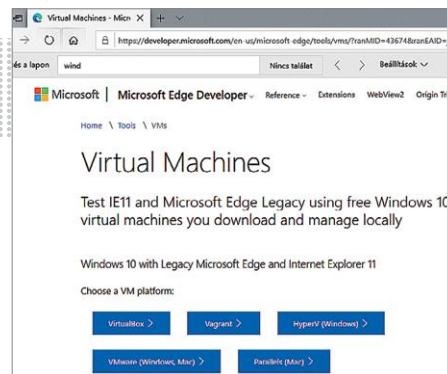 Virtual Machines - Micr
https://developer.microsoft.com/en-us/microsoft-edge/tools/vms/?ranMID=43674&ranEAID=
és a lapon wind Nincs találat Beállítások
Microsoft Microsoft Edge Developer Reference Extensions WebView2 Origin Tr
Home \ Tools \ VMs
Virtual Machines
Test IE11 and Microsoft Edge Legacy using free Windows 10
virtual machines you download and manage locally
Windows 10 with Legacy Microsoft Edge and Internet Explorer 11
Choose a VM platform:
VirtualBox > Vagrant > HyperV (Windows) >
VMware (Windows, Mac) > Parallels (Mac) >